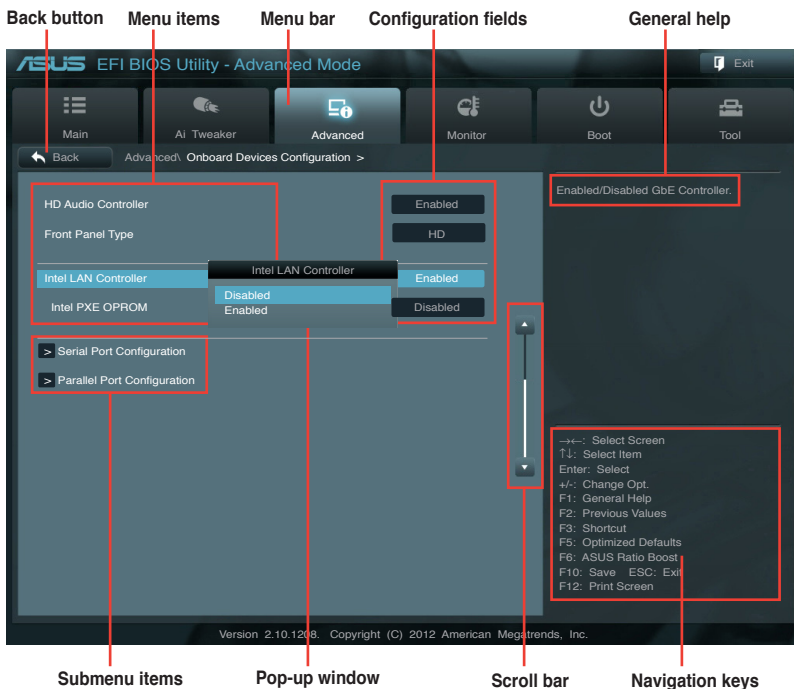 Back button Menu items Menu bar Configuration fields General help
ASUS EFI BIOS Utility - Advanced Mode Exit
Main Ai Tweaker Advanced Monitor Boot Tool
Back Advanced\ Onboard Devices Configuration >
HD Audio Controller Enabled
Front Panel Type HD
Intel LAN Controller Enabled
Intel PXE OPROM Disabled
Intel LAN Controller
Disabled
Enabled
> Serial Port Configuration
> Parallel Port Configuration
Enabled/Disabled GbE Controller.
→←: Select Screen
↑↓: Select Item
Enter: Select
+/-: Change Opt.
F1: General Help
F2: Previous Values
F3: Shortcut
F5: Optimized Defaults
F6: ASUS Ratio Boost
F10: Save ESC: Exit
F12: Print Screen
Version 2.10.1208. Copyright (C) 2012 American Megatrends, Inc.
Submenu items Pop-up window Scroll bar Navigation keys